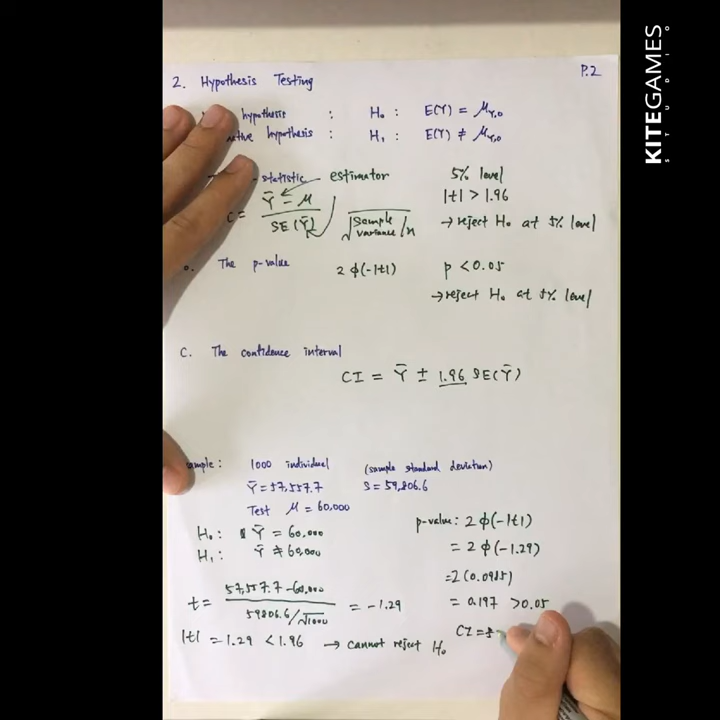 KITEGAMES
STUDIO
P.2
2. Hypothesis Testing
hypothesis : H₀ : E(Y) = μY,0
ative hypothesis : H₁ : E(Y) ≠ μY,0
-statistic estimator 5% level
t = (Ȳ - μ) / SE(Ȳ) √sample variance/n |t| > 1.96
→ reject H₀ at 5% level
The p-value 2 Φ(-|t|) p < 0.05
→ reject H₀ at 5% level
C. The confidence interval
CI = Ȳ ± 1.96 SE(Ȳ)
ample : 1000 individual (sample standard deviation)
Ȳ = 57,557.7 S = 59,806.6
Test μ = 60,000
H₀ : Ȳ = 60,000
H₁ : Ȳ ≠ 60,000
t = (57,557.7 - 60,000) / (59806.6/√1000) = -1.29
|t| = 1.29 < 1.96 → cannot reject H₀
p-value : 2 Φ(-|t|)
= 2 Φ(-1.29)
= 2(0.0985)
= 0.197 > 0.05
CI =